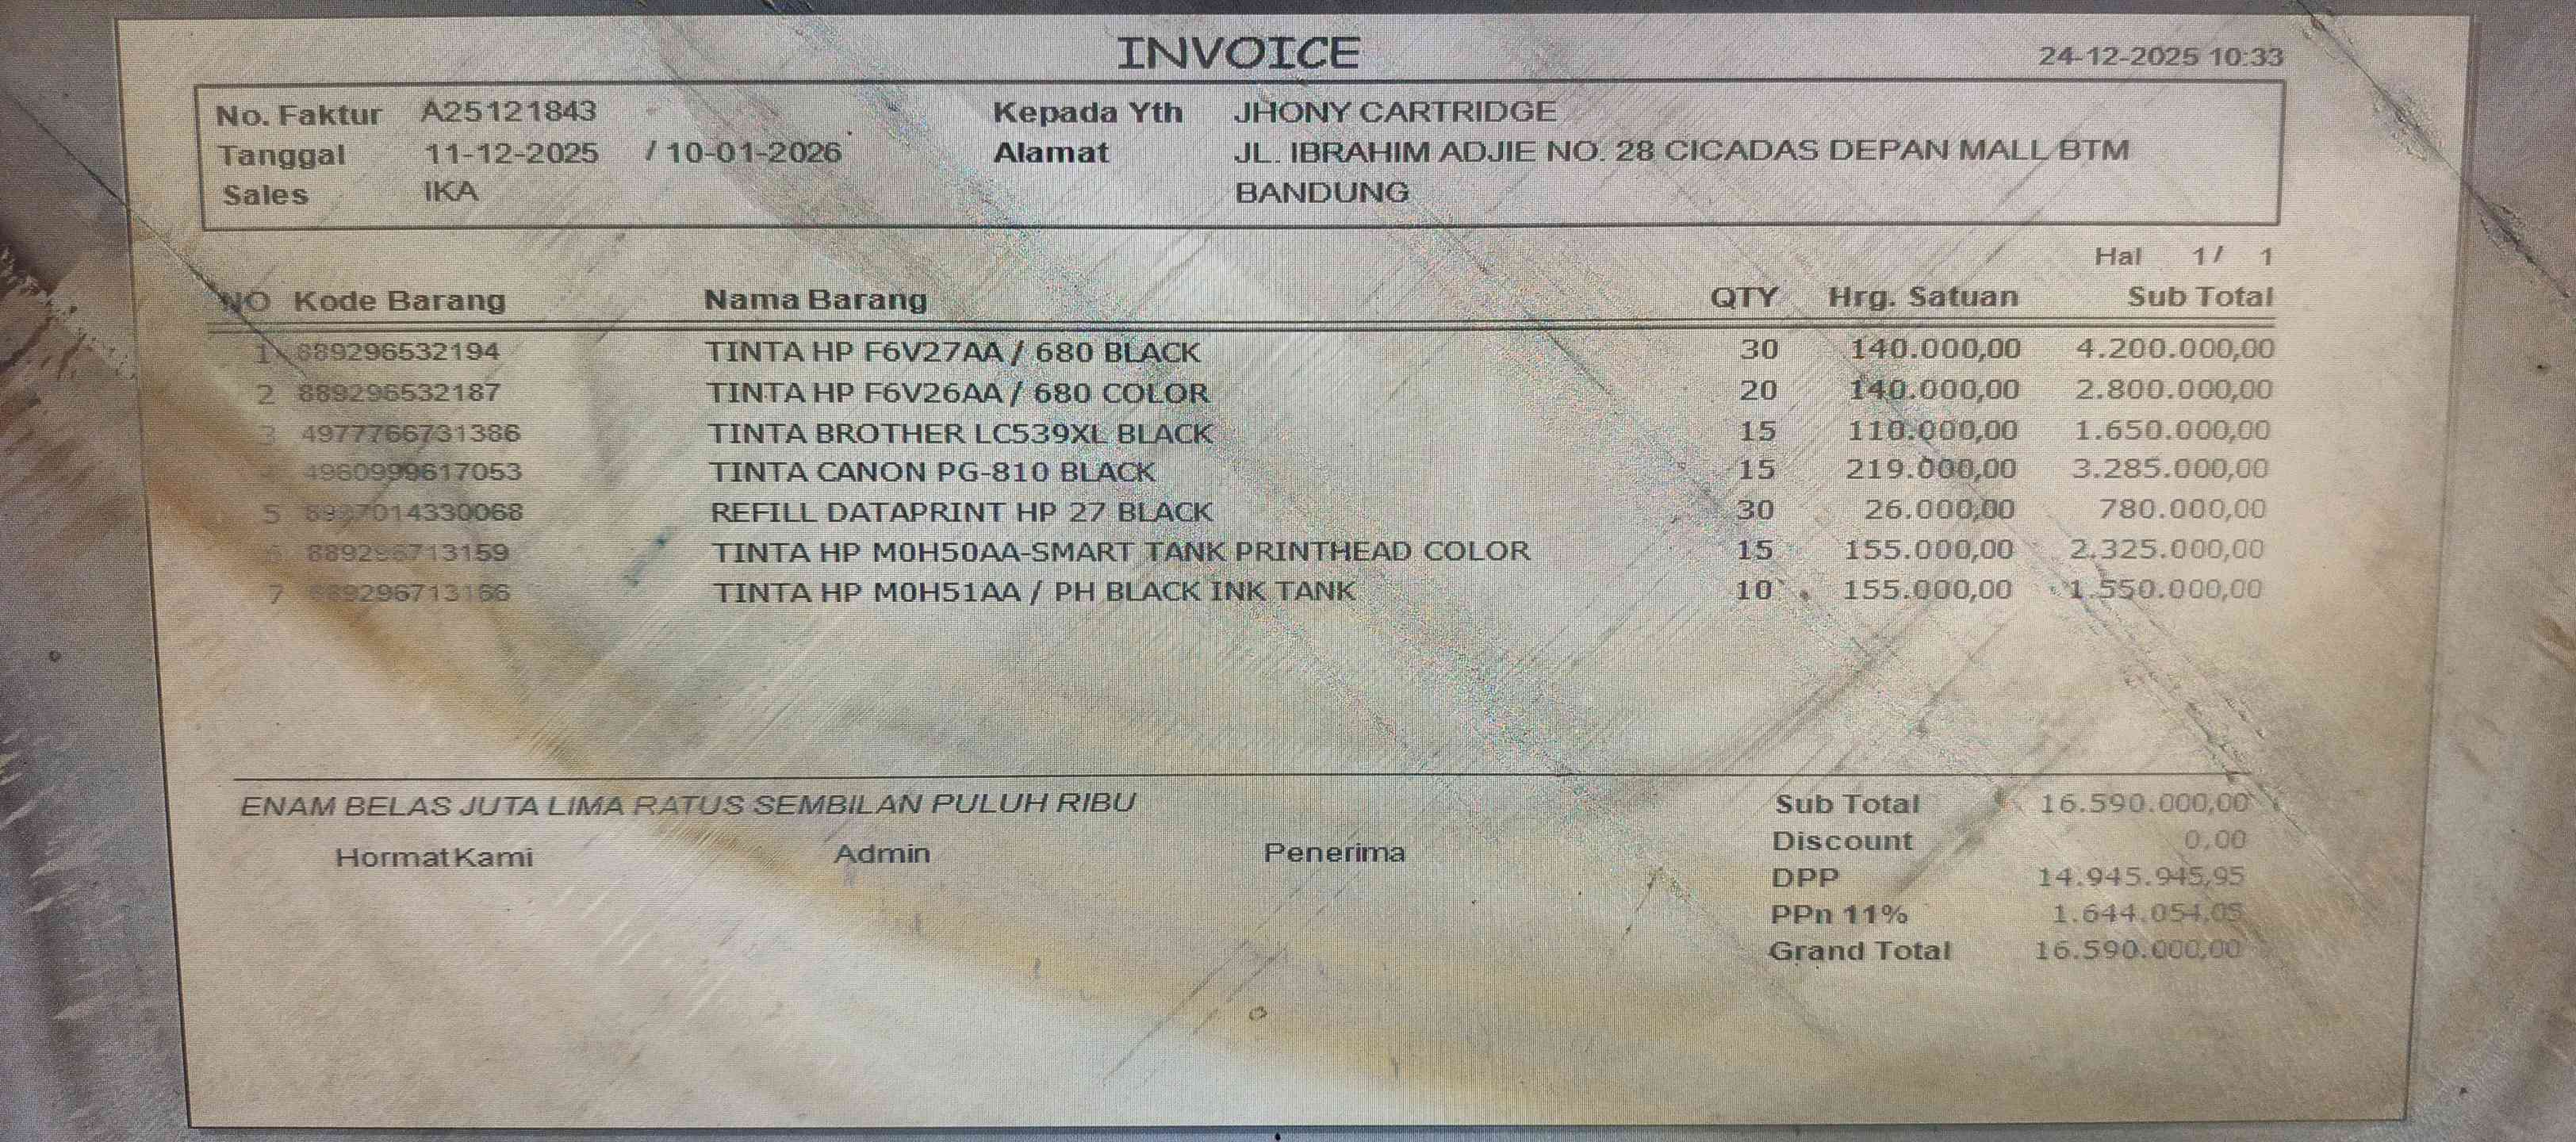 INVOICE
24-12-2025 10:33
No. Faktur A25121843 Kepada Yth JHONY CARTRIDGE
Tanggal 11-12-2025 / 10-01-2026 Alamat JL. IBRAHIM ADJIE NO. 28 CICADAS DEPAN MALL BTM
Sales IKA BANDUNG
Hal 1/ 1
NO Kode Barang Nama Barang QTY Hrg. Satuan Sub Total
1 889296532194 TINTA HP F6V27AA / 680 BLACK 30 140.000,00 4.200.000,00
2 889296532187 TINTA HP F6V26AA / 680 COLOR 20 140.000,00 2.800.000,00
3 4977766731386 TINTA BROTHER LC539XL BLACK 15 110.000,00 1.650.000,00
4960999617053 TINTA CANON PG-810 BLACK 15 219.000,00 3.285.000,00
5 REFILL DATAPRINT HP 27 BLACK 30 26.000,00 780.000,00
6 889296713159 TINTA HP M0H50AA-SMART TANK PRINTHEAD COLOR 15 155.000,00 2.325.000,00
7 889296713166 TINTA HP M0H51AA / PH BLACK INK TANK 10 155.000,00 1.550.000,00
ENAM BELAS JUTA LIMA RATUS SEMBILAN PULUH RIBU
Sub Total 16.590.000,00
Hormat Kami Admin Penerima
Discount 0,00
DPP 14.945.945,95
PPn 11% 1.644.054,05
Grand Total 16.590.000,00